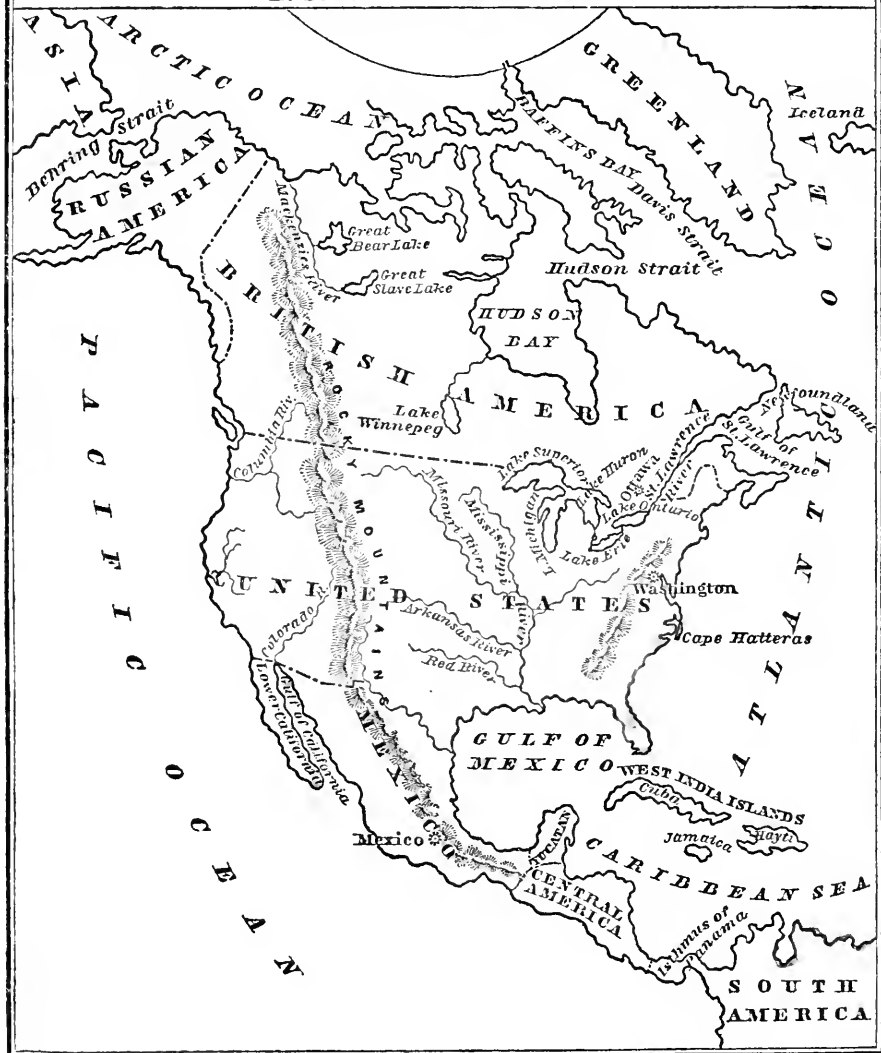 ASIA
ARCTIC OCEAN
GREENLAND
Iceland
Behring Strait
RUSSIAN
AMERICA
BAFFINS BAY
Davis Strait
Mackenzies River
Great
Bear Lake
Great
Slave Lake
Hudson Strait
HUDSON
BAY
BRITISH AMERICA
ROCKY MOUNTAINS
Lake
Winnepeg
Newfoundland
Gulf of
St. Lawrence
Columbia Riv.
Lake Superior
Lake Huron
Ottawa
St. Lawrence
River
Lake Ontario
L. Michigan
Lake Erie
Missouri River
Mississippi
River
UNITED STATES
Washington
Colorado
Arkansas River
Red River
Cape Hatteras
PACIFIC OCEAN
ATLANTIC OCEAN
Lower California
Gulf of California
MEXICO
GULF OF
MEXICO
WEST INDIA ISLANDS
Cuba
Jamaica
Hayti
Mexico
YUCATAN
CENTRAL
AMERICA
CARIBBEAN SEA
Isthmus of
Panama
SOUTH
AMERICA